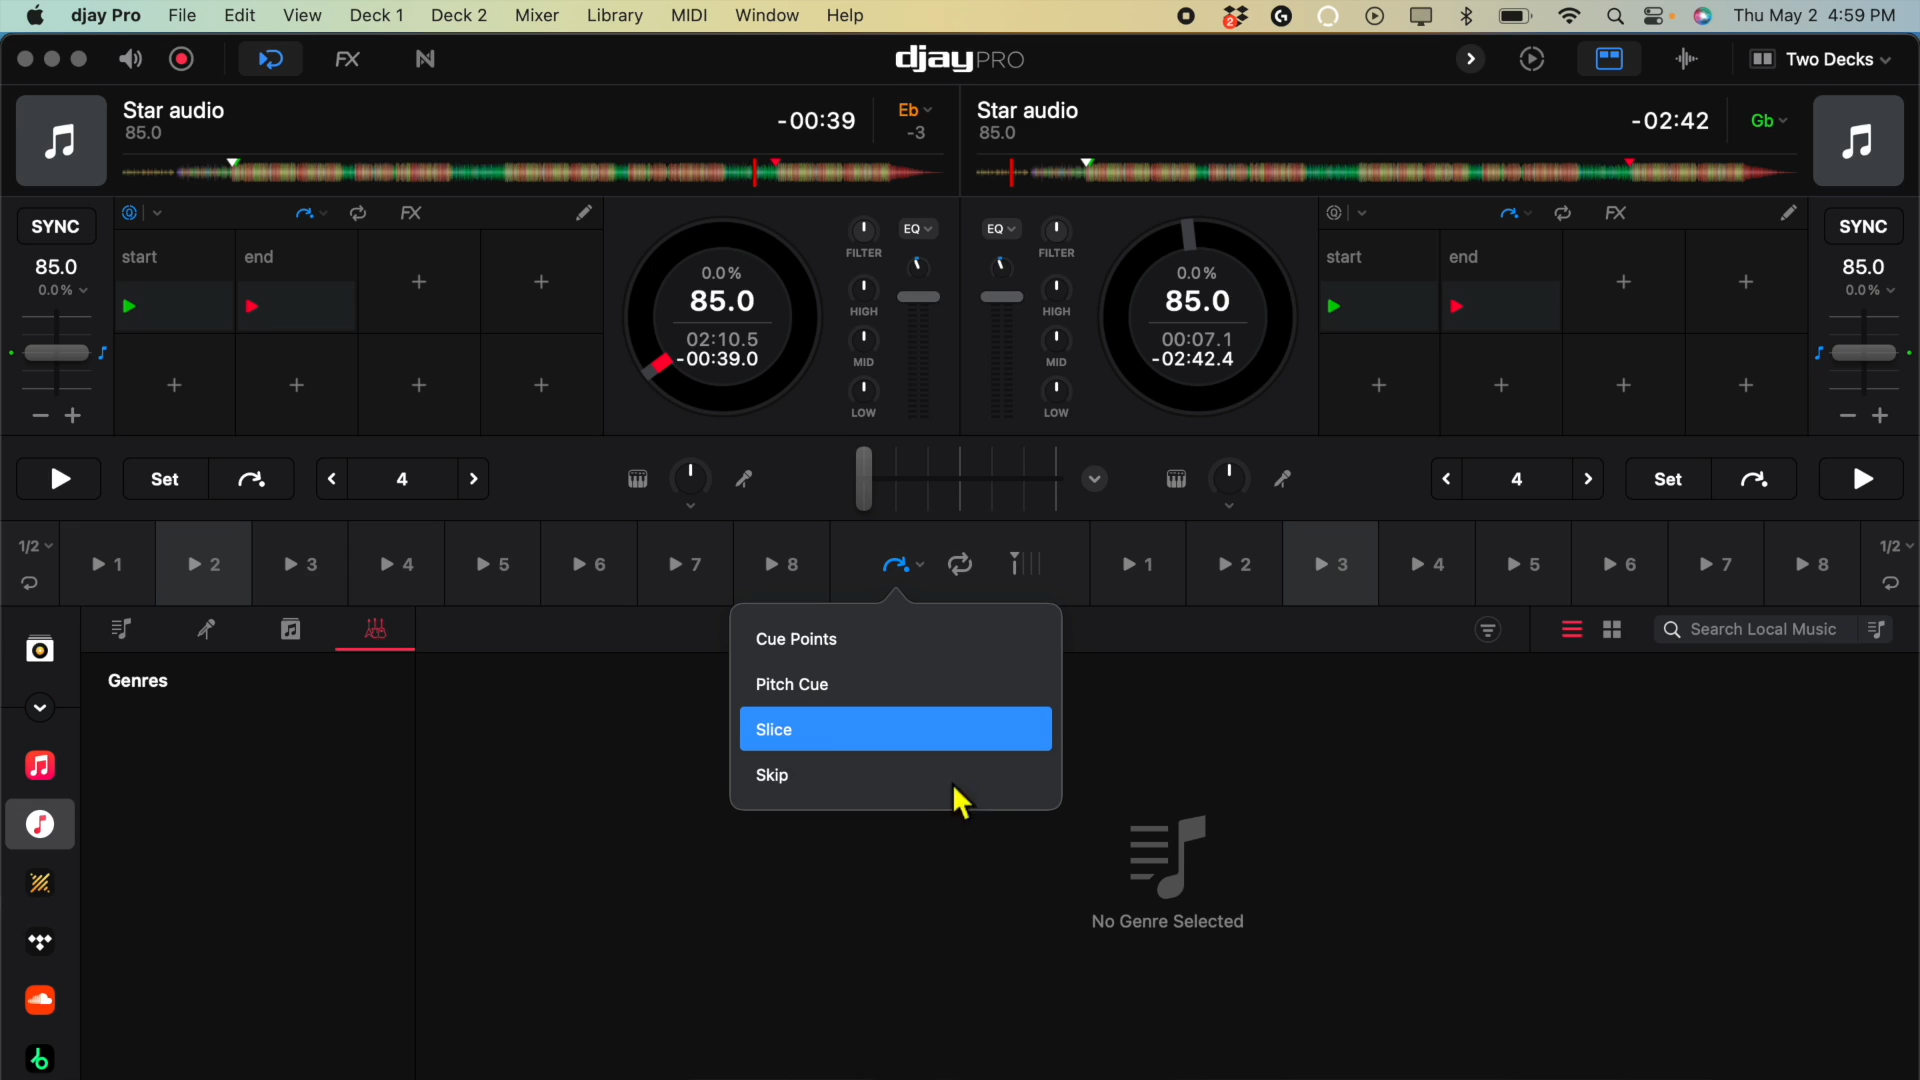 djay Pro File Edit View Deck 1 Deck 2 Mixer Library MIDI Window Help 2 Thu May 2 4:59 PM
FX djay PRO Two Decks
Star audio -00:39 Eb
85.0 -3
Star audio -02:42 Gb
85.0
SYNC FX EQ EQ FX SYNC
start end FILTER FILTER start end
85.0 0.0% 0.0% 85.0
0.0% 85.0 85.0 0.0%
HIGH HIGH
02:10.5 00:07.1
-00:39.0 -02:42.4
MID MID
LOW LOW
Set 4 4 Set
1/2 1 2 3 4 5 6 7 8 1 2 3 4 5 6 7 8 1/2
Search Local Music
Cue Points
Genres
Pitch Cue
Slice
Skip
No Genre Selected